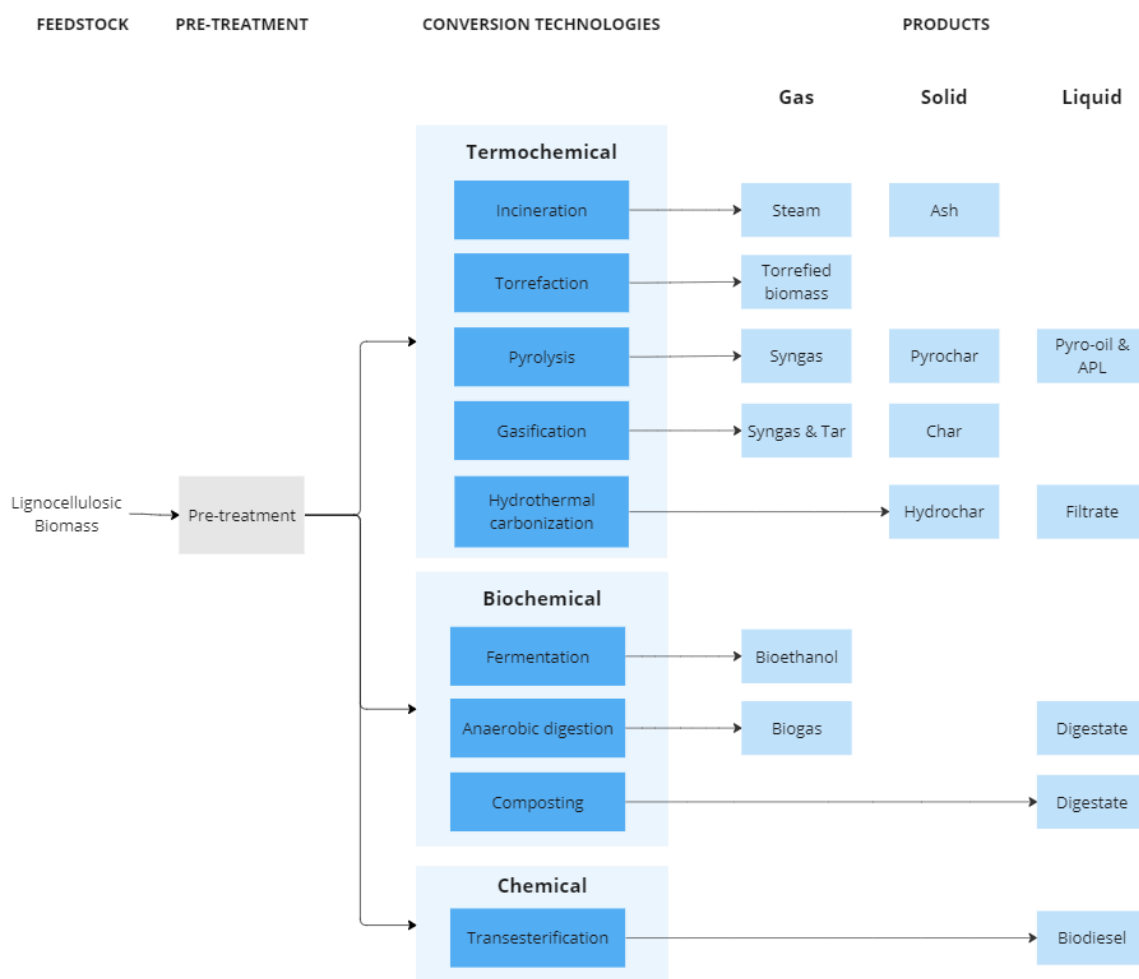 FEEDSTOCK
PRE-TREATMENT
CONVERSION TECHNOLOGIES
PRODUCTS
Gas
Solid
Liquid
Termochemical
Incineration
Steam
Ash
Torrefaction
Torrefied
biomass
Pyrolysis
Syngas
Pyrochar
Pyro-oil &
APL
Gasification
Syngas & Tar
Char
Lignocellulosic
Biomass
Pre-treatment
Hydrothermal
carbonization
Hydrochar
Filtrate
Biochemical
Fermentation
Bioethanol
Anaerobic digestion
Biogas
Digestate
Composting
Digestate
Chemical
Transesterification
Biodiesel